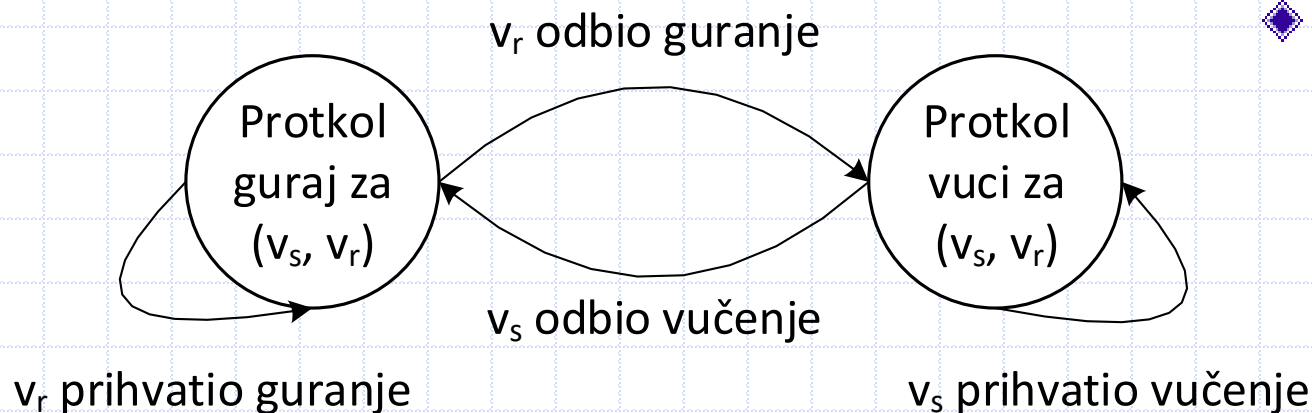 vᵣ odbio guranje
Protkol
guraj za
(vₛ, vᵣ)
Protkol
vuci za
(vₛ, vᵣ)
vₛ odbio vučenje
vᵣ prihvatio guranje
vₛ prihvatio vučenje